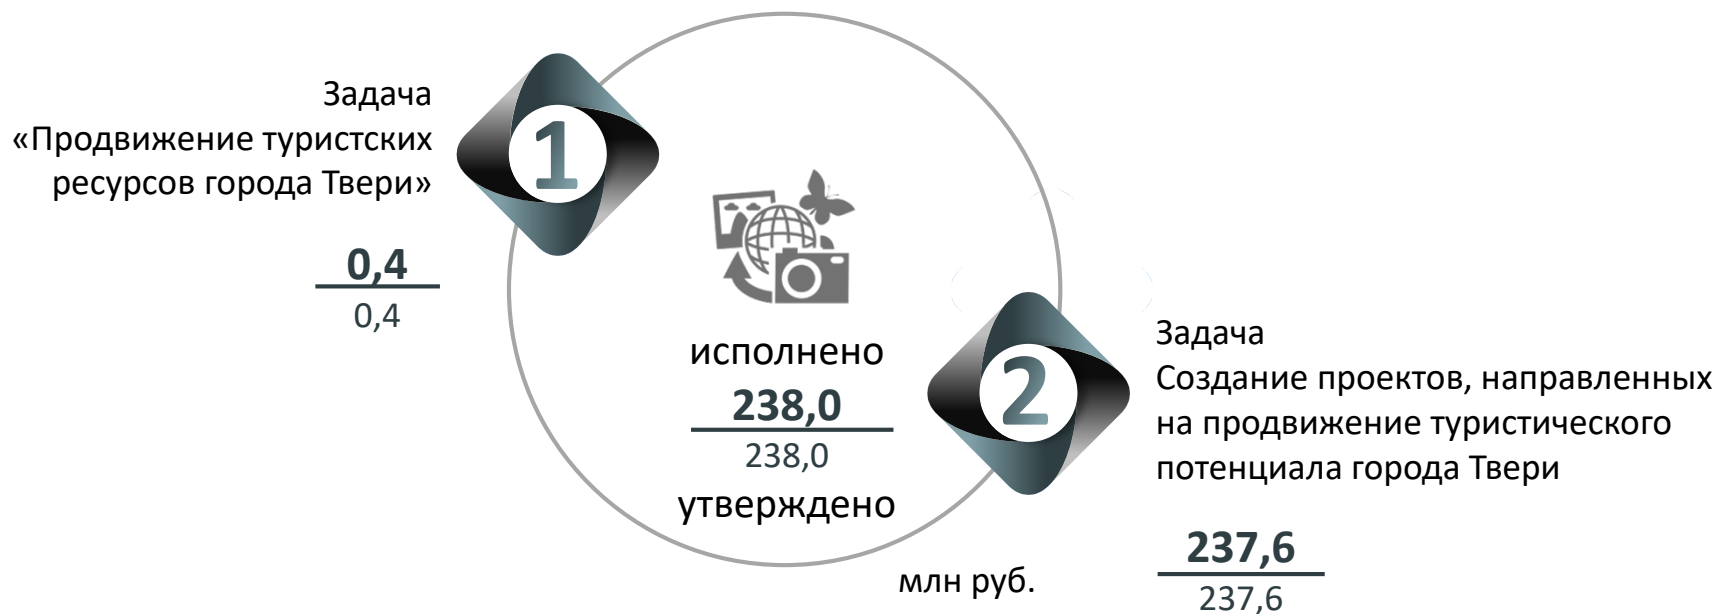 Задача
«Продвижение туристских
ресурсов города Твери»
1
0,4
0,4
исполнено
238,0
238,0
утверждено
млн руб.
2
Задача
Создание проектов, направленных
на продвижение туристического
потенциала города Твери
237,6
237,6